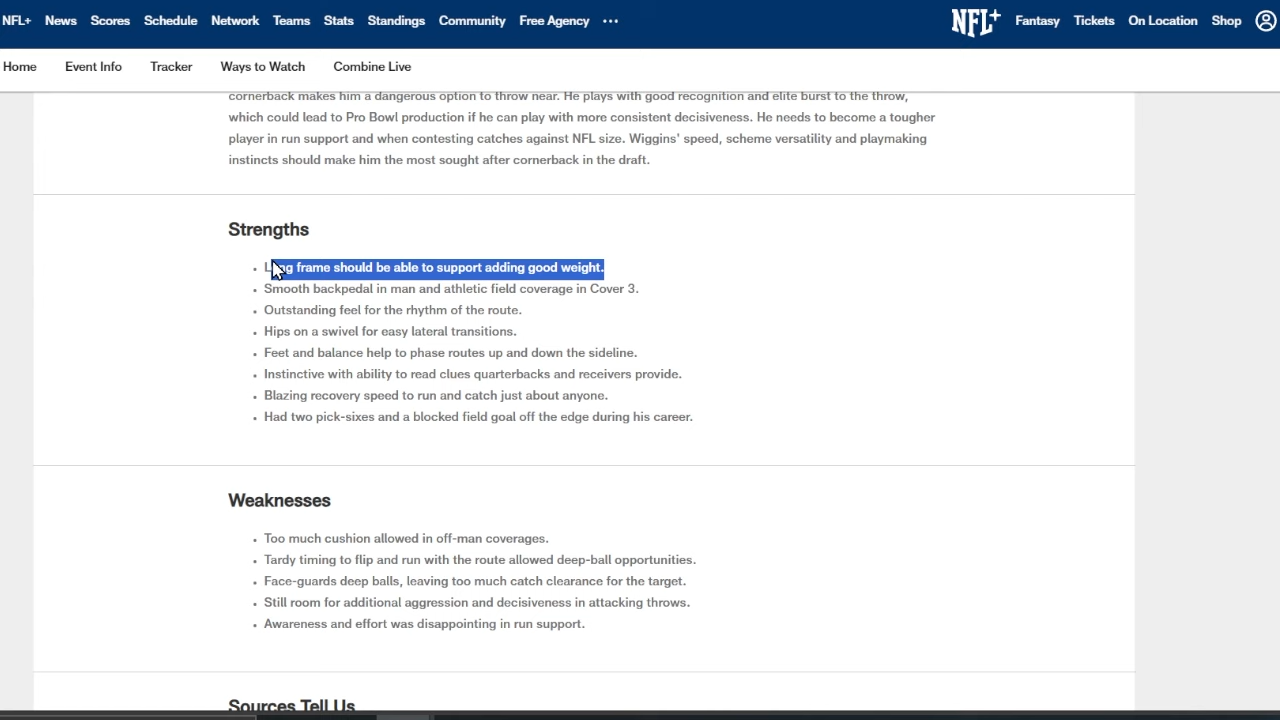 NFL+ News Scores Schedule Network Teams Stats Standings Community Free Agency ••• NFL+ Fantasy Tickets On Location Shop
Home Event Info Tracker Ways to Watch Combine Live
cornerback makes him a dangerous option to throw near. He plays with good recognition and elite burst to the throw,
which could lead to Pro Bowl production if he can play with more consistent decisiveness. He needs to become a tougher
player in run support and when contesting catches against NFL size. Wiggins' speed, scheme versatility and playmaking
instincts should make him the most sought after cornerback in the draft.
Strengths
• Long frame should be able to support adding good weight.
• Smooth backpedal in man and athletic field coverage in Cover 3.
• Outstanding feel for the rhythm of the route.
• Hips on a swivel for easy lateral transitions.
• Feet and balance help to phase routes up and down the sideline.
• Instinctive with ability to read clues quarterbacks and receivers provide.
• Blazing recovery speed to run and catch just about anyone.
• Had two pick-sixes and a blocked field goal off the edge during his career.
Weaknesses
• Too much cushion allowed in off-man coverages.
• Tardy timing to flip and run with the route allowed deep-ball opportunities.
• Face-guards deep balls, leaving too much catch clearance for the target.
• Still room for additional aggression and decisiveness in attacking throws.
• Awareness and effort was disappointing in run support.
Sources Tell Us